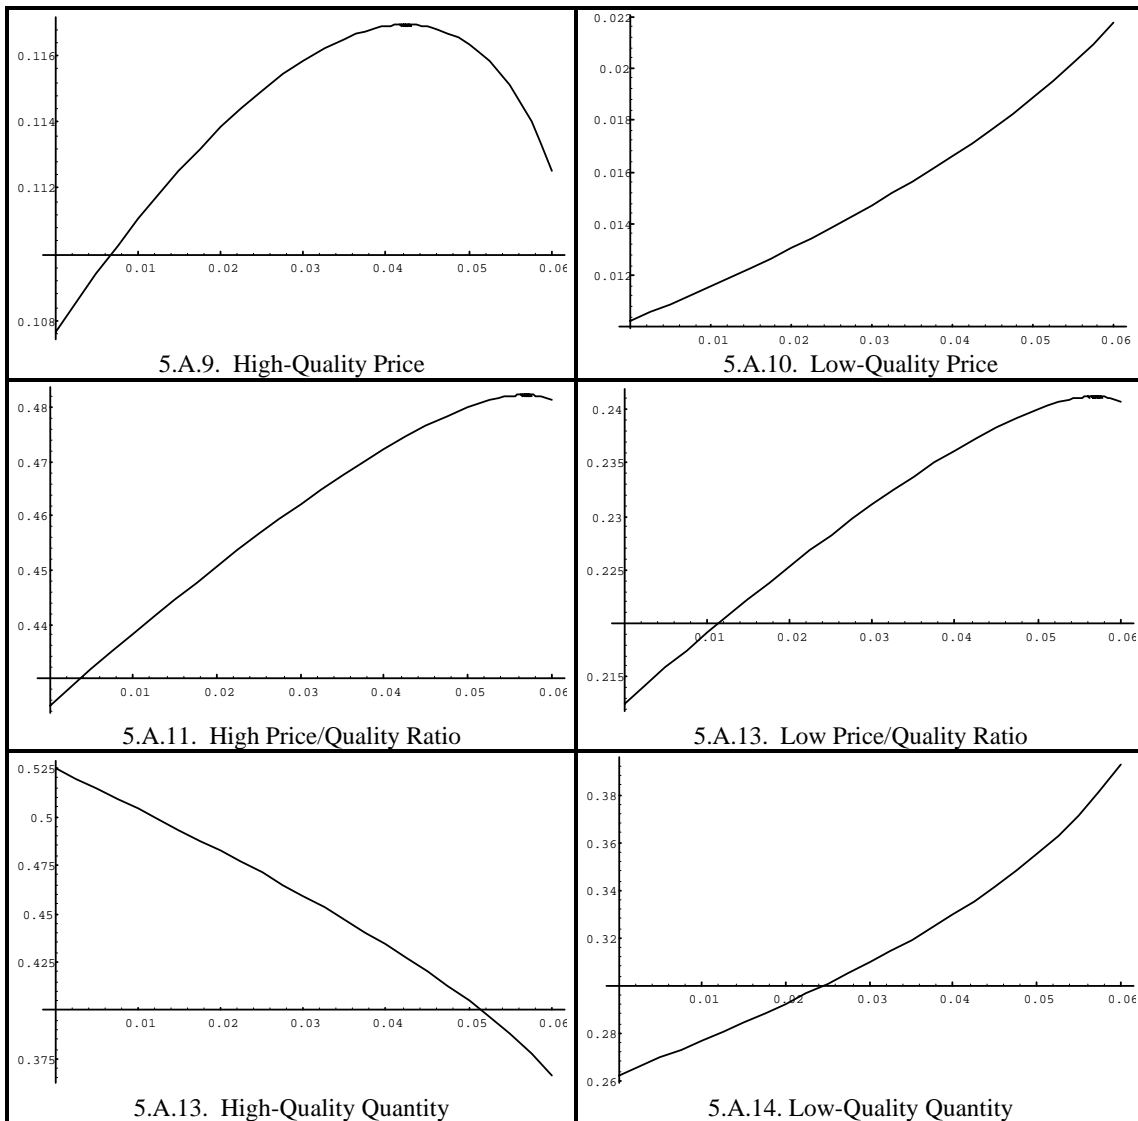 0.116
0.114
0.112
0.108
0.01 0.02 0.03 0.04 0.05 0.06
5.A.9. High-Quality Price
0.022
0.02
0.018
0.016
0.014
0.012
0.01 0.02 0.03 0.04 0.05 0.06
5.A.10. Low-Quality Price
0.48
0.47
0.46
0.45
0.44
0.01 0.02 0.03 0.04 0.05 0.06
5.A.11. High Price/Quality Ratio
0.24
0.235
0.23
0.225
0.215
0.01 0.02 0.03 0.04 0.05 0.06
5.A.13. Low Price/Quality Ratio
0.525
0.5
0.475
0.45
0.425
0.375
0.01 0.02 0.03 0.04 0.05 0.06
5.A.13. High-Quality Quantity
0.38
0.36
0.34
0.32
0.28
0.26
0.01 0.02 0.03 0.04 0.05 0.06
5.A.14. Low-Quality Quantity